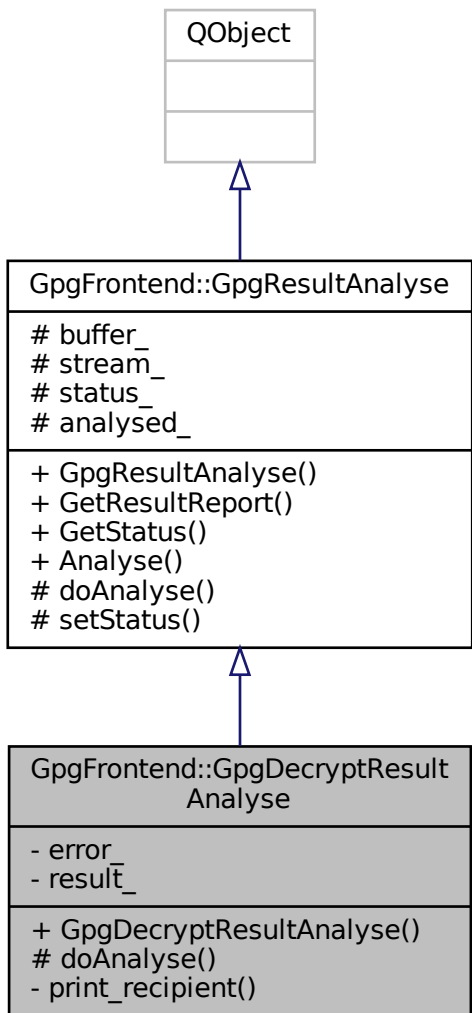 QObject
GpgFrontend::GpgResultAnalyse
# buffer_
# stream_
# status_
# analysed_
+ GpgResultAnalyse()
+ GetResultReport()
+ GetStatus()
+ Analyse()
# doAnalyse()
# setStatus()
GpgFrontend::GpgDecryptResult
Analyse
- error_
- result_
+ GpgDecryptResultAnalyse()
# doAnalyse()
- print_recipient()